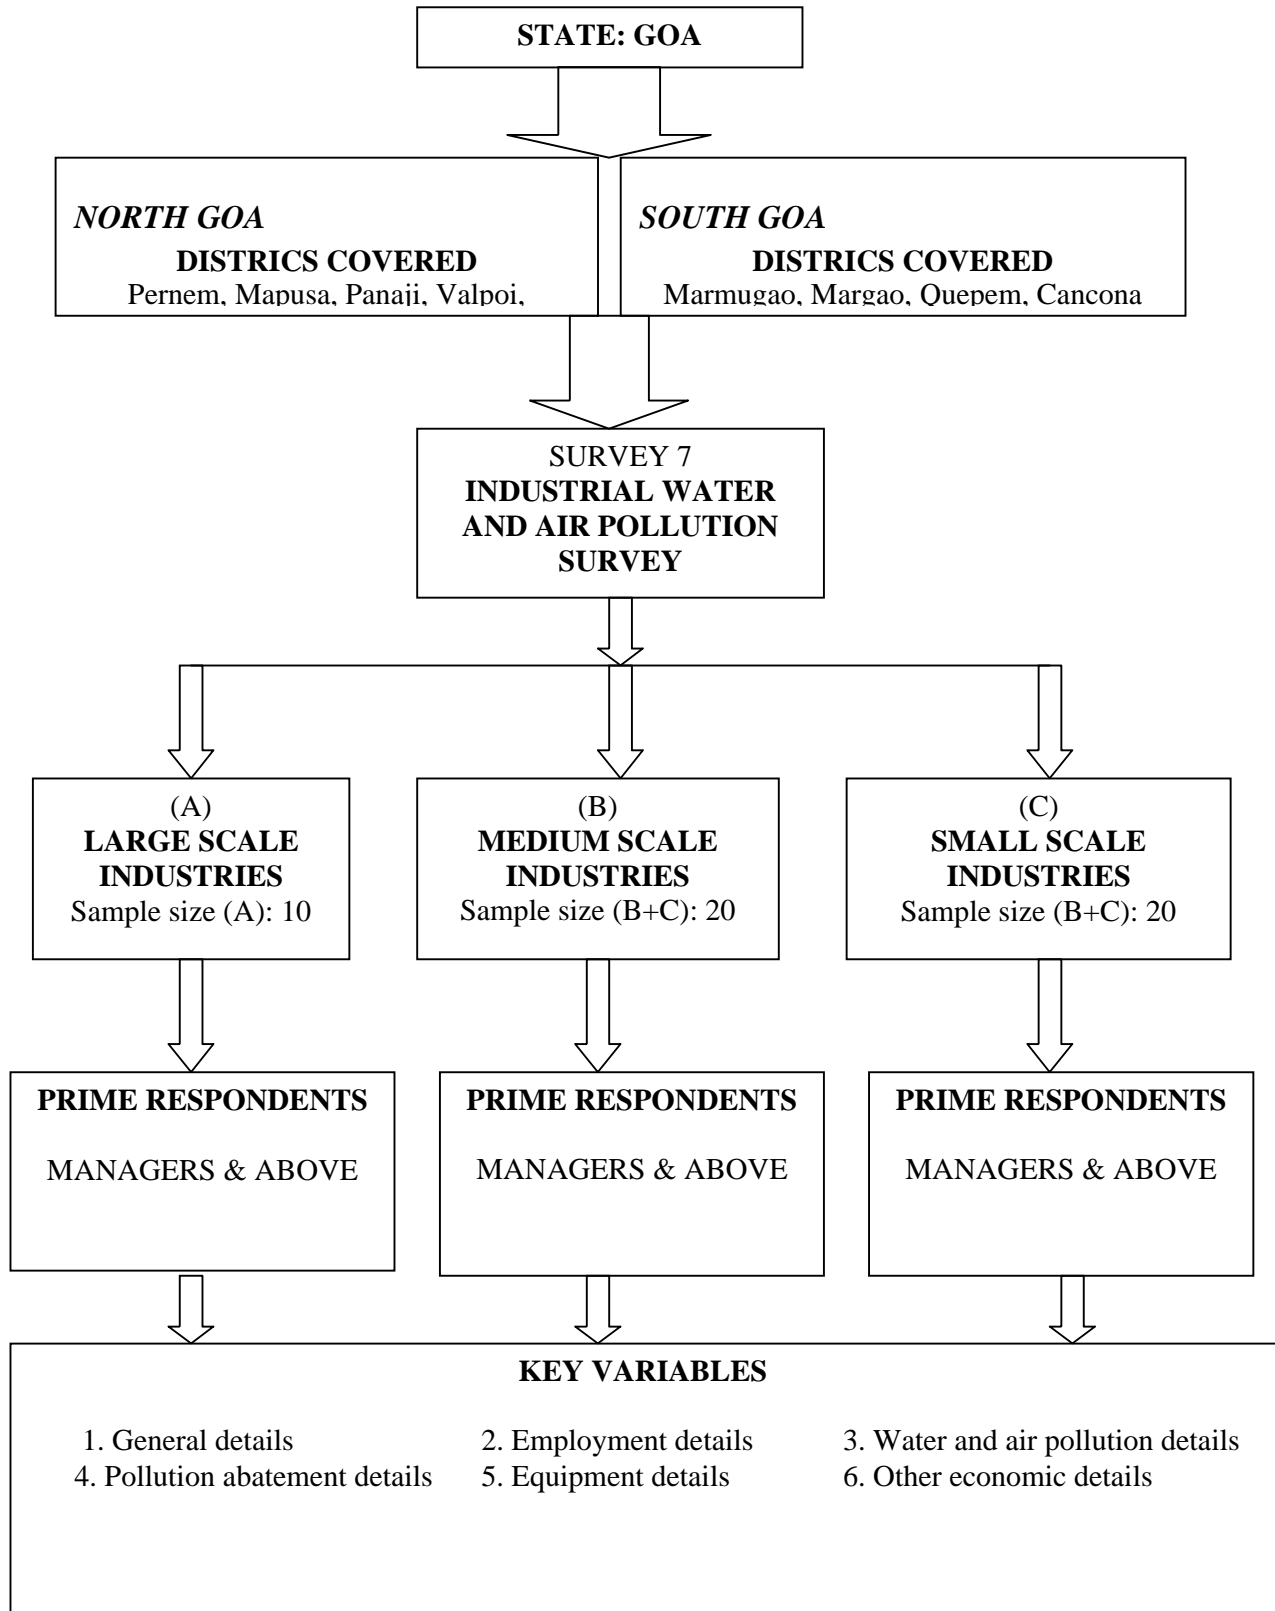 STATE: GOA
NORTH GOA
DISTRICS COVERED
Pernem, Mapusa, Panaji, Valpoi,
SOUTH GOA
DISTRICS COVERED
Marmugao, Margao, Quepem, Cancona
SURVEY 7
INDUSTRIAL WATER
AND AIR POLLUTION
SURVEY
(A)
LARGE SCALE
INDUSTRIES
Sample size (A): 10
(B)
MEDIUM SCALE
INDUSTRIES
Sample size (B+C): 20
(C)
SMALL SCALE
INDUSTRIES
Sample size (B+C): 20
PRIME RESPONDENTS
MANAGERS & ABOVE
PRIME RESPONDENTS
MANAGERS & ABOVE
PRIME RESPONDENTS
MANAGERS & ABOVE
KEY VARIABLES
1. General details 2. Employment details 3. Water and air pollution details
4. Pollution abatement details 5. Equipment details 6. Other economic details